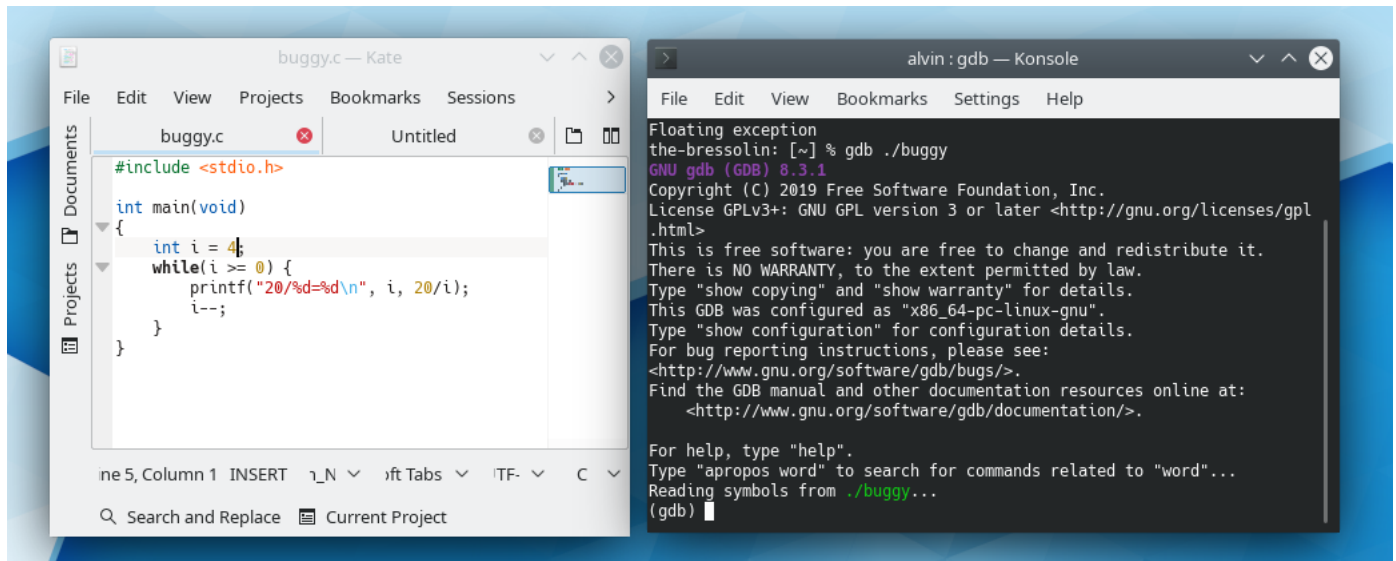 buggy.c — Kate
File Edit View Projects Bookmarks Sessions
Documents
Projects
buggy.c Untitled
#include <stdio.h>
int main(void)
{
int i = 4;
while(i >= 0) {
printf("20/%d=%d\n", i, 20/i);
i--;
}
}
ne 5, Column 1 INSERT _N ft Tabs TF- C
Search and Replace Current Project
alvin : gdb — Konsole
File Edit View Bookmarks Settings Help
Floating exception
the-bressolin: [~] % gdb ./buggy
GNU gdb (GDB) 8.3.1
Copyright (C) 2019 Free Software Foundation, Inc.
License GPLv3+: GNU GPL version 3 or later <http://gnu.org/licenses/gpl
.html>
This is free software: you are free to change and redistribute it.
There is NO WARRANTY, to the extent permitted by law.
Type "show copying" and "show warranty" for details.
This GDB was configured as "x86_64-pc-linux-gnu".
Type "show configuration" for configuration details.
For bug reporting instructions, please see:
<http://www.gnu.org/software/gdb/bugs/>.
Find the GDB manual and other documentation resources online at:
<http://www.gnu.org/software/gdb/documentation/>.
For help, type "help".
Type "apropos word" to search for commands related to "word"...
Reading symbols from ./buggy...
(gdb)